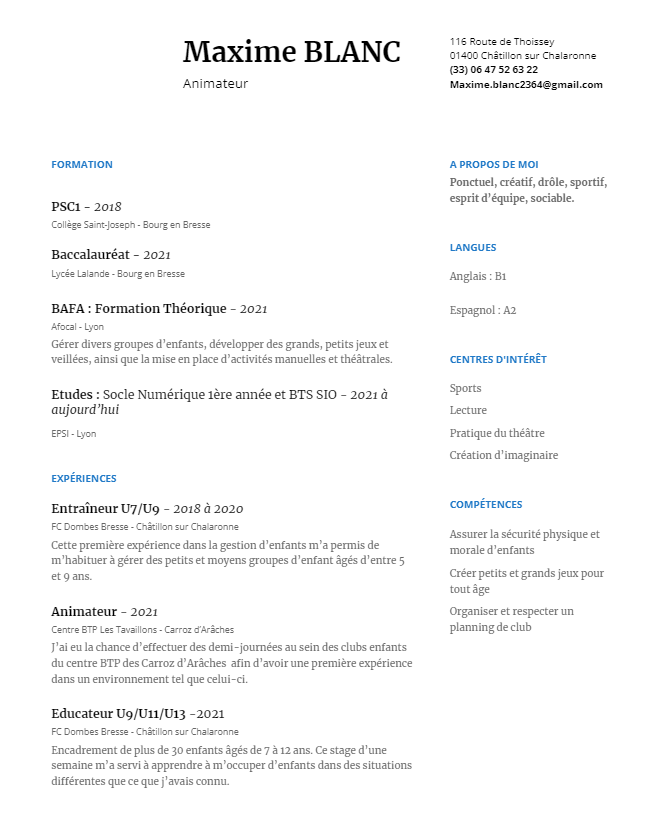 Maxime BLANC
Animateur
116 Route de Thoissey
01400 Châtillon sur Chalaronne
(33) 06 47 52 63 22
Maxime.blanc2364@gmail.com
FORMATION
PSC1 - 2018
Collège Saint-Joseph - Bourg en Bresse
Baccalauréat - 2021
Lycée Lalande - Bourg en Bresse
BAFA : Formation Théorique - 2021
Afocal - Lyon
Gérer divers groupes d'enfants, développer des grands, petits jeux et
veillées, ainsi que la mise en place d'activités manuelles et théâtrales.
Etudes : Socle Numérique 1ère année et BTS SIO - 2021 à
aujourd'hui
EPSI - Lyon
EXPÉRIENCES
Entraîneur U7/U9 - 2018 à 2020
FC Dombes Bresse - Châtillon sur Chalaronne
Cette première expérience dans la gestion d'enfants m'a permis de
m'habituer à gérer des petits et moyens groupes d'enfant âgés d'entre 5
et 9 ans.
Animateur - 2021
Centre BTP Les Tavaillons - Carroz d'Arâches
J'ai eu la chance d'effectuer des demi-journées au sein des clubs enfants
du centre BTP des Carroz d'Arâches  afin d'avoir une première expérience
dans un environnement tel que celui-ci.
Educateur U9/U11/U13 -2021
FC Dombes Bresse - Châtillon sur Chalaronne
Encadrement de plus de 30 enfants âgés de 7 à 12 ans. Ce stage d'une
semaine m'a servi à apprendre à m'occuper d'enfants dans des situations
différentes que ce que j'avais connu.
A PROPOS DE MOI
Ponctuel, créatif, drôle, sportif,
esprit d'équipe, sociable.
LANGUES
Anglais : B1
Espagnol : A2
CENTRES D'INTÉRÊT
Sports
Lecture
Pratique du théâtre
Création d'imaginaire
COMPÉTENCES
Assurer la sécurité physique et
morale d'enfants
Créer petits et grands jeux pour
tout âge
Organiser et respecter un
planning de club